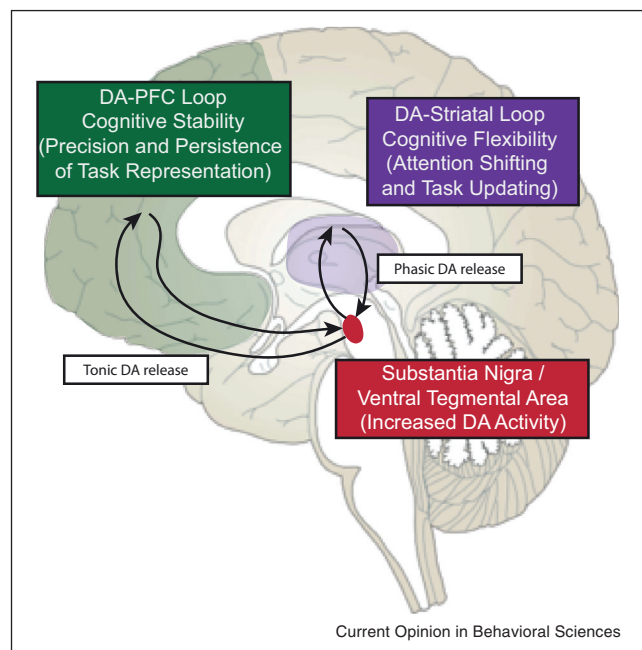 DA-PFC Loop
Cognitive Stability
(Precision and Persistence
of Task Representation)
DA-Striatal Loop
Cognitive Flexibility
(Attention Shifting
and Task Updating)
Phasic DA release
Tonic DA release
Substantia Nigra /
Ventral Tegmental Area
(Increased DA Activity)
Current Opinion in Behavioral Sciences